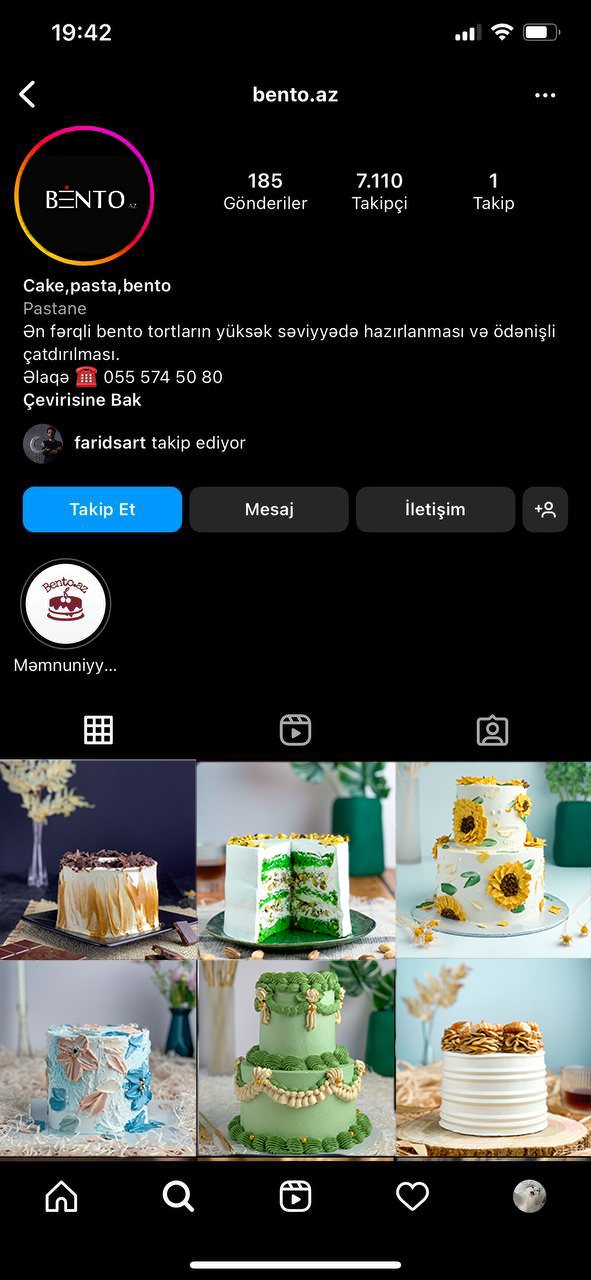 19:42
bento.az
BENTO AZ
185
Gönderiler
7.110
Takipçi
1
Takip
Cake,pasta,bento
Pastane
Ən fərqli bento tortların yüksək səviyyədə hazırlanması və ödənişli
çatdırılması.
Əlaqə ☎️ 055 574 50 80
Çevirisine Bak
faridsart takip ediyor
Takip Et
Mesaj
İletişim
Bento.az
Məmnuniyy...